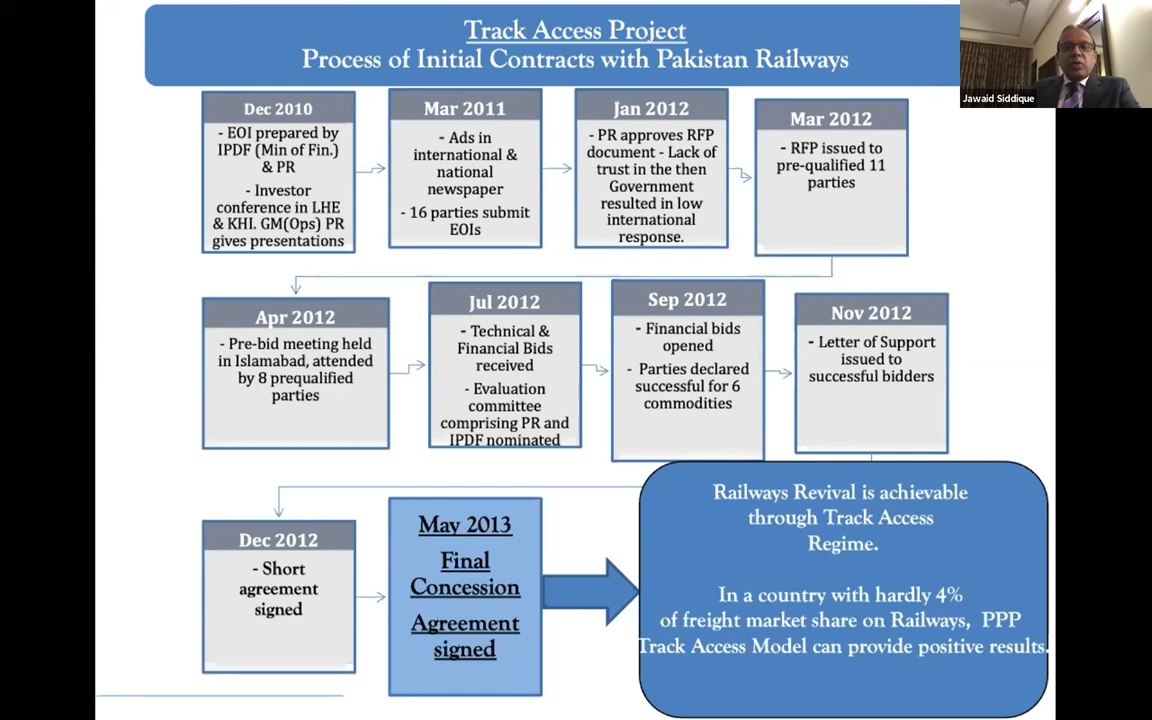 Track Access Project
Process of Initial Contracts with Pakistan Railways
Jawaid Siddique
Dec 2010
- EOI prepared by
IPDF (Min of Fin.)
& PR
- Investor
conference in LHE
& KHI. GM(Ops) PR
gives presentations
Mar 2011
- Ads in
international &
national
newspaper
- 16 parties submit
EOIs
Jan 2012
- PR approves RFP
document - Lack of
trust in the then
Government
resulted in low
international
response.
Mar 2012
- RFP issued to
pre-qualified 11
parties
Apr 2012
- Pre-bid meeting held
in Islamabad, attended
by 8 prequalified
parties
Jul 2012
- Technical &
Financial Bids
received
- Evaluation
committee
comprising PR and
IPDF nominated
Sep 2012
- Financial bids
opened
- Parties declared
successful for 6
commodities
Nov 2012
- Letter of Support
issued to
successful bidders
Dec 2012
- Short
agreement
signed
May 2013
Final
Concession
Agreement
signed
Railways Revival is achievable
through Track Access
Regime.
In a country with hardly 4%
of freight market share on Railways, PPP
Track Access Model can provide positive results.